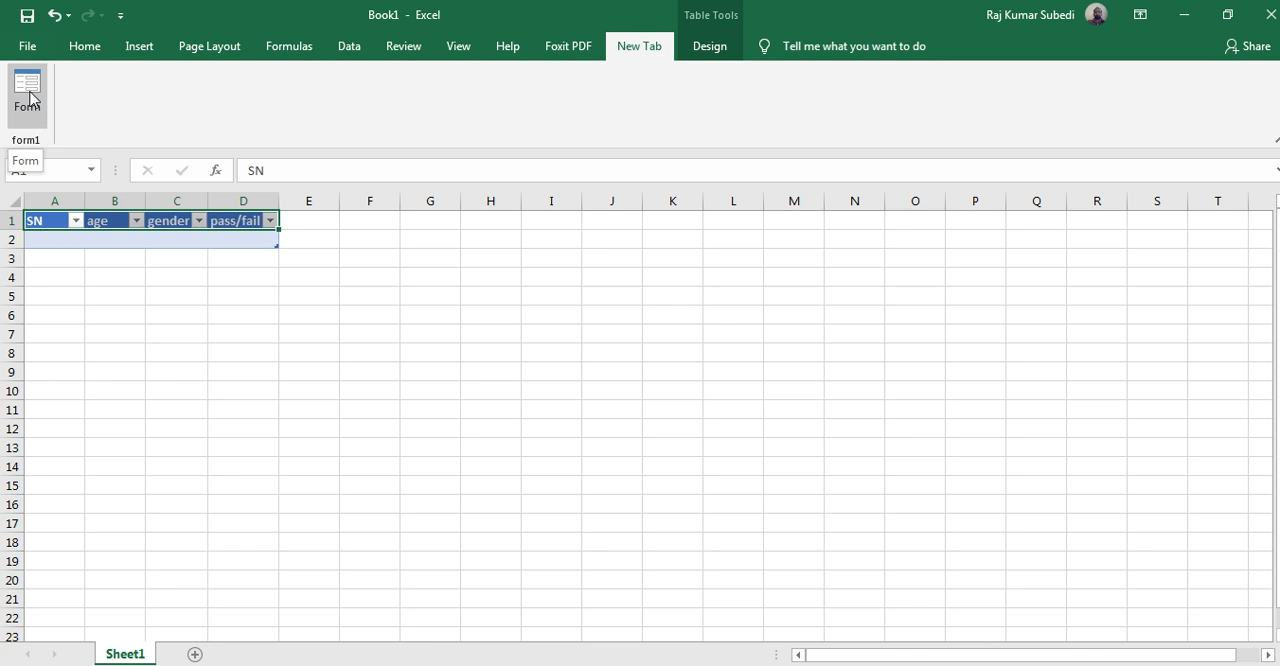 Book1 - Excel
Table Tools
Raj Kumar Subedi
File Home Insert Page Layout Formulas Data Review View Help Foxit PDF New Tab Design Tell me what you want to do Share
Form
form1
Form
A1 fx SN
A B C D E F G H I J K L M N O P Q R S T
1 SN age gender pass/fail
2
3
4
5
6
7
8
9
10
11
12
13
14
15
16
17
18
19
20
21
22
23
Sheet1